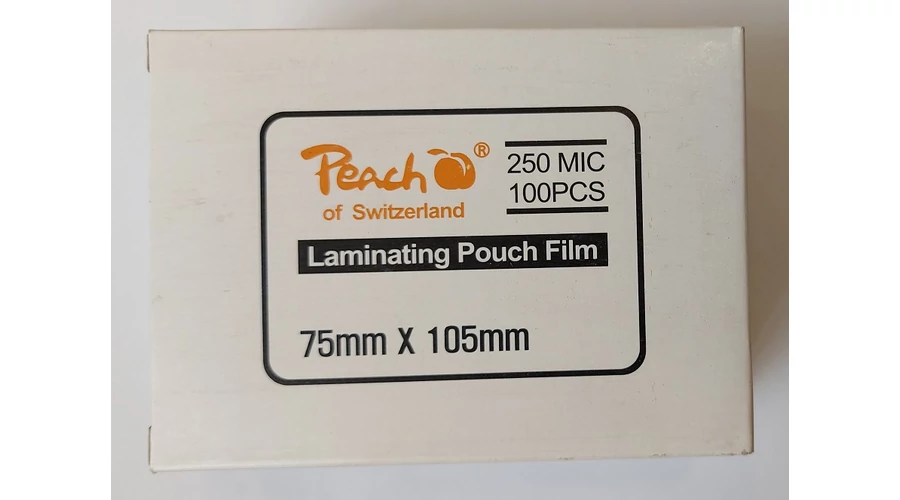 Peach®
of Switzerland
250 MIC
100PCS
Laminating Pouch Film
75mm X 105mm